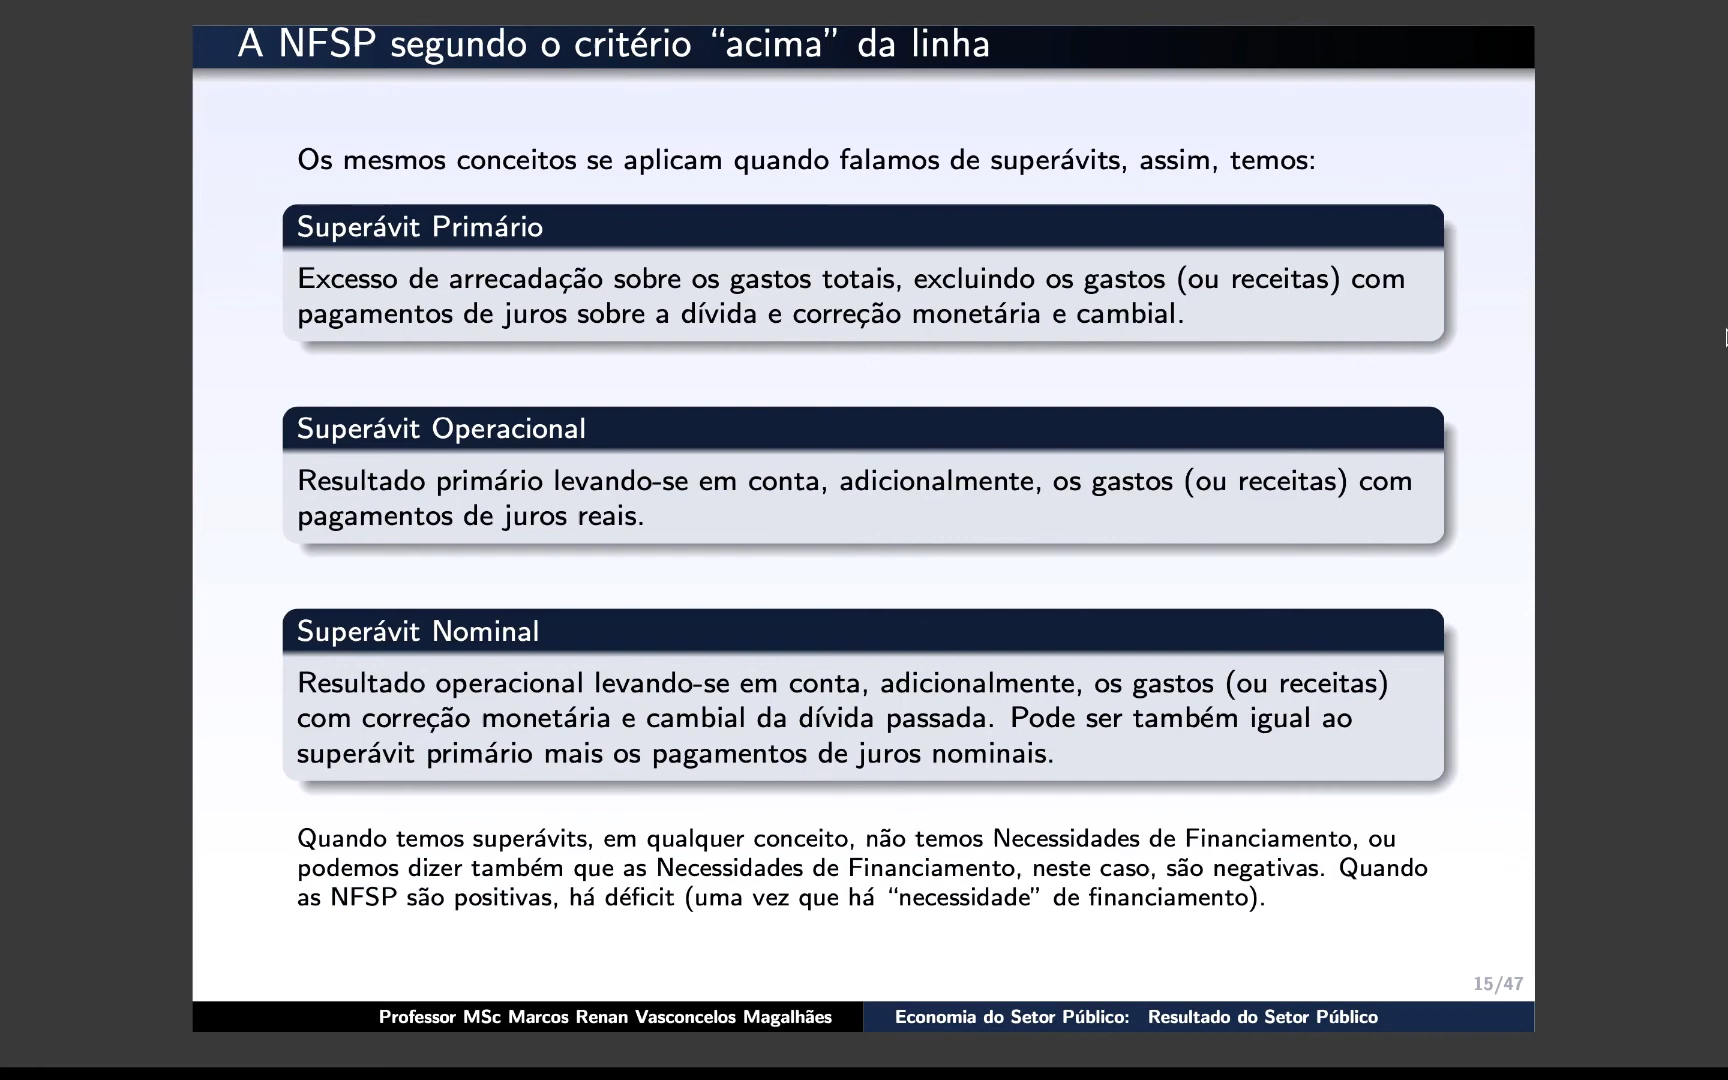 A NFSP segundo o critério “acima” da linha
Os mesmos conceitos se aplicam quando falamos de superávits, assim, temos:
Superávit Primário
Excesso de arrecadação sobre os gastos totais, excluindo os gastos (ou receitas) com
pagamentos de juros sobre a dívida e correção monetária e cambial.
Superávit Operacional
Resultado primário levando-se em conta, adicionalmente, os gastos (ou receitas) com
pagamentos de juros reais.
Superávit Nominal
Resultado operacional levando-se em conta, adicionalmente, os gastos (ou receitas)
com correção monetária e cambial da dívida passada. Pode ser também igual ao
superávit primário mais os pagamentos de juros nominais.
Quando temos superávits, em qualquer conceito, não temos Necessidades de Financiamento, ou
podemos dizer também que as Necessidades de Financiamento, neste caso, são negativas. Quando
as NFSP são positivas, há déficit (uma vez que há “necessidade” de financiamento).
15/47
Professor MSc Marcos Renan Vasconcelos Magalhães
Economia do Setor Público: Resultado do Setor Público